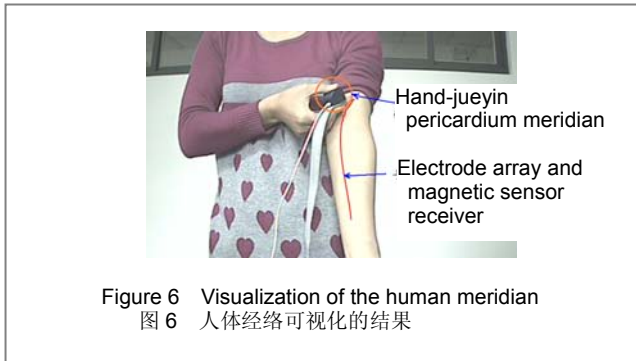 Hand-jueyin
pericardium meridian
Electrode array and
magnetic sensor
receiver
Figure 6 Visualization of the human meridian
图 6 人体经络可视化的结果